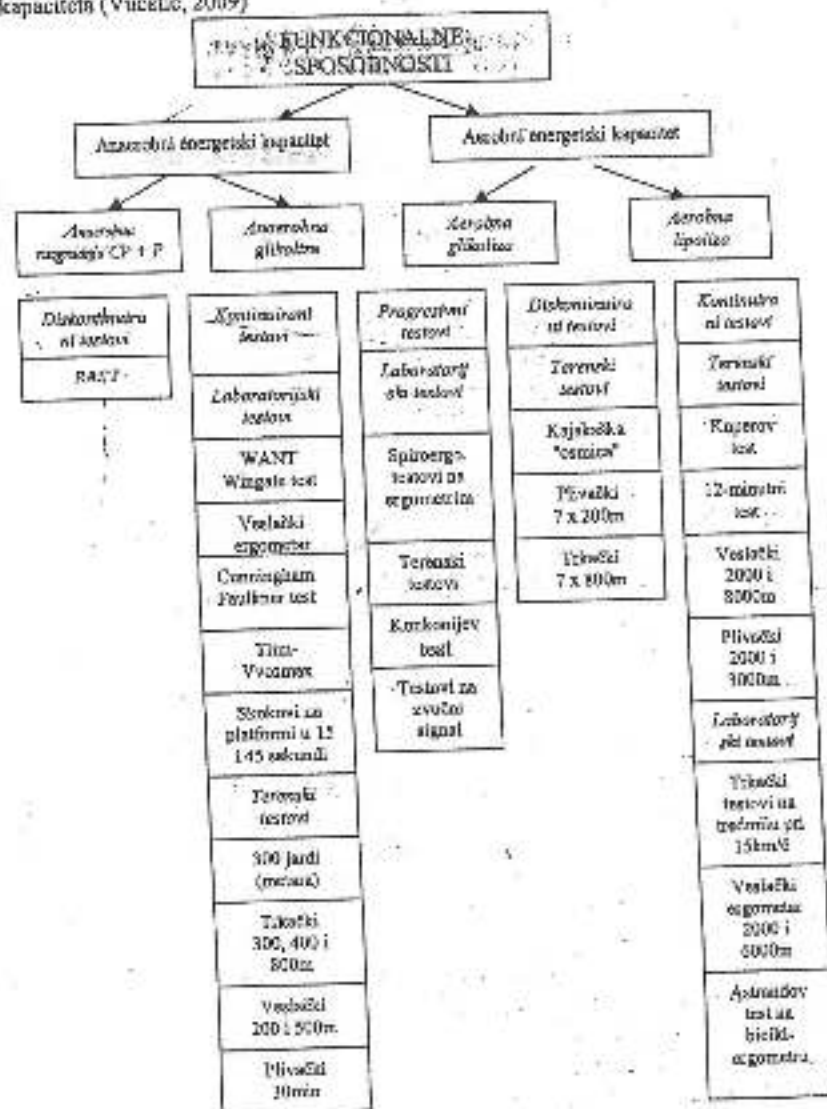 kapaciteta (Vučetić, 2009)
FUNKCIONALNE
SPOSOBNOSTI
Anaerobni energetski kapacitet
Aerobni energetski kapacitet
Anaerobna
razgradnja CP + P
Anaerobna
glikoliza
Aerobna
glikoliza
Aerobna
lipoliza
Diskontinuira
ni testovi
RAST
Kontinuirani
testovi
Laboratorijski
testovi
WANT
Wingate test
Veslački
ergometar
Cunningham
Faulkner test
Skokovi na
platformi u 15
i 45 sekundi
Terenski
testovi
300 jardi
(metara)
Trkački
300, 400 i
800m
Veslački
200 i 500m
Plivački
30min
Progresivni
testovi
Laboratorij
ski testovi
Spiroergo.
testovi na
ergometrim
Terenski
testovi
Konkonijev
test
Testovi na
zvučni
signal
Diskontinuira
ni testovi
Terenski
testovi
Kajakaška
"osmica"
Plivački
7 x 200m
Trkački
7 x 800m
Kontinuira
ni testovi
Terenski
testovi
Kuperov
test
12-minutni
test
Veslački
2000 i
8000m
Plivački
2000 i
3000m
Laboratorij
ski testovi
Trkački
testovi na
tredmilu pri
15km/č
Veslački
ergometar
2000 i
6000m
Astrandov
test na
bicikl-
ergometru